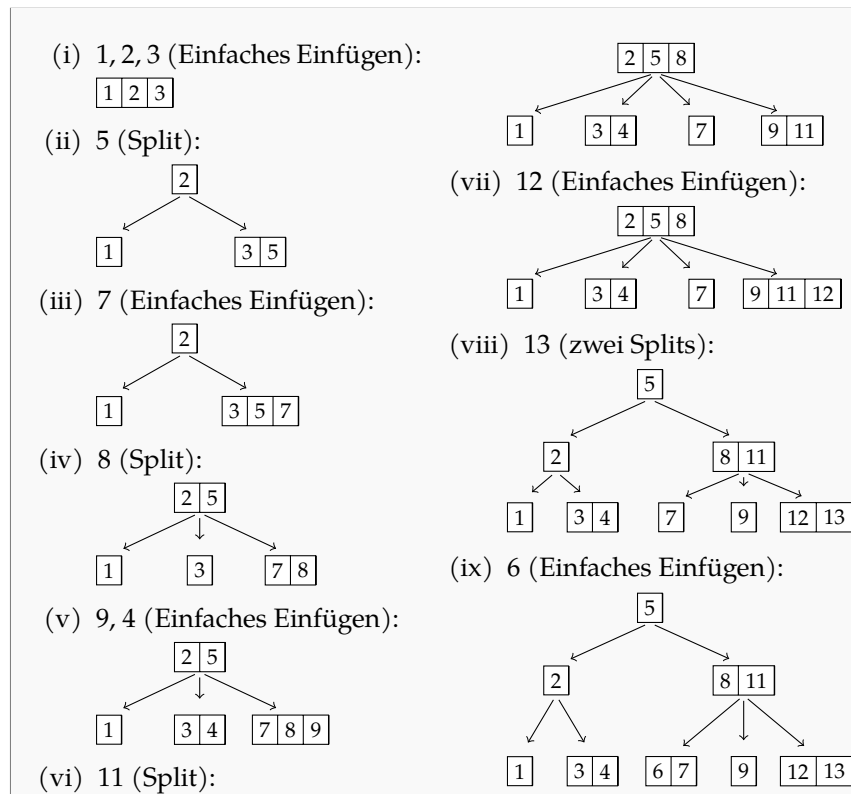 (i) 1, 2, 3 (Einfaches Einfügen):
1 2 3
(ii) 5 (Split):
2
1 3 5
(iii) 7 (Einfaches Einfügen):
2
1 3 5 7
(iv) 8 (Split):
2 5
1 3 7 8
(v) 9, 4 (Einfaches Einfügen):
2 5
1 3 4 7 8 9
(vi) 11 (Split):
2 5 8
1 3 4 7 9 11
(vii) 12 (Einfaches Einfügen):
2 5 8
1 3 4 7 9 11 12
(viii) 13 (zwei Splits):
5
2 8 11
1 3 4 7 9 12 13
(ix) 6 (Einfaches Einfügen):
5
2 8 11
1 3 4 6 7 9 12 13